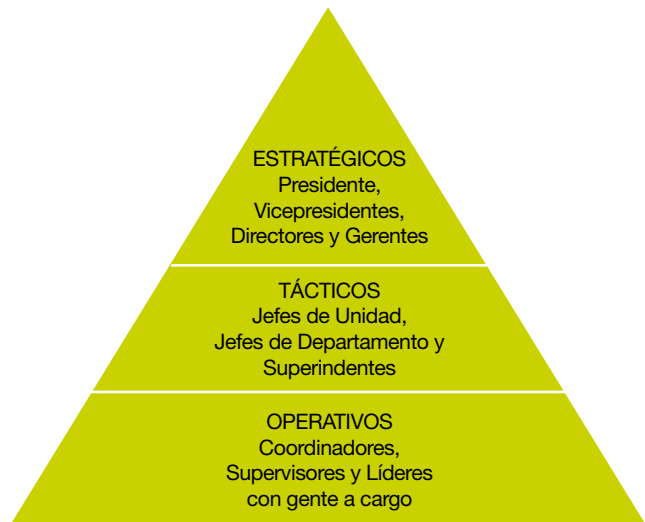 ESTRATÉGICOS
Presidente,
Vicepresidentes,
Directores y Gerentes
TÁCTICOS
Jefes de Unidad,
Jefes de Departamento y
Superindentes
OPERATIVOS
Coordinadores,
Supervisores y Líderes
con gente a cargo